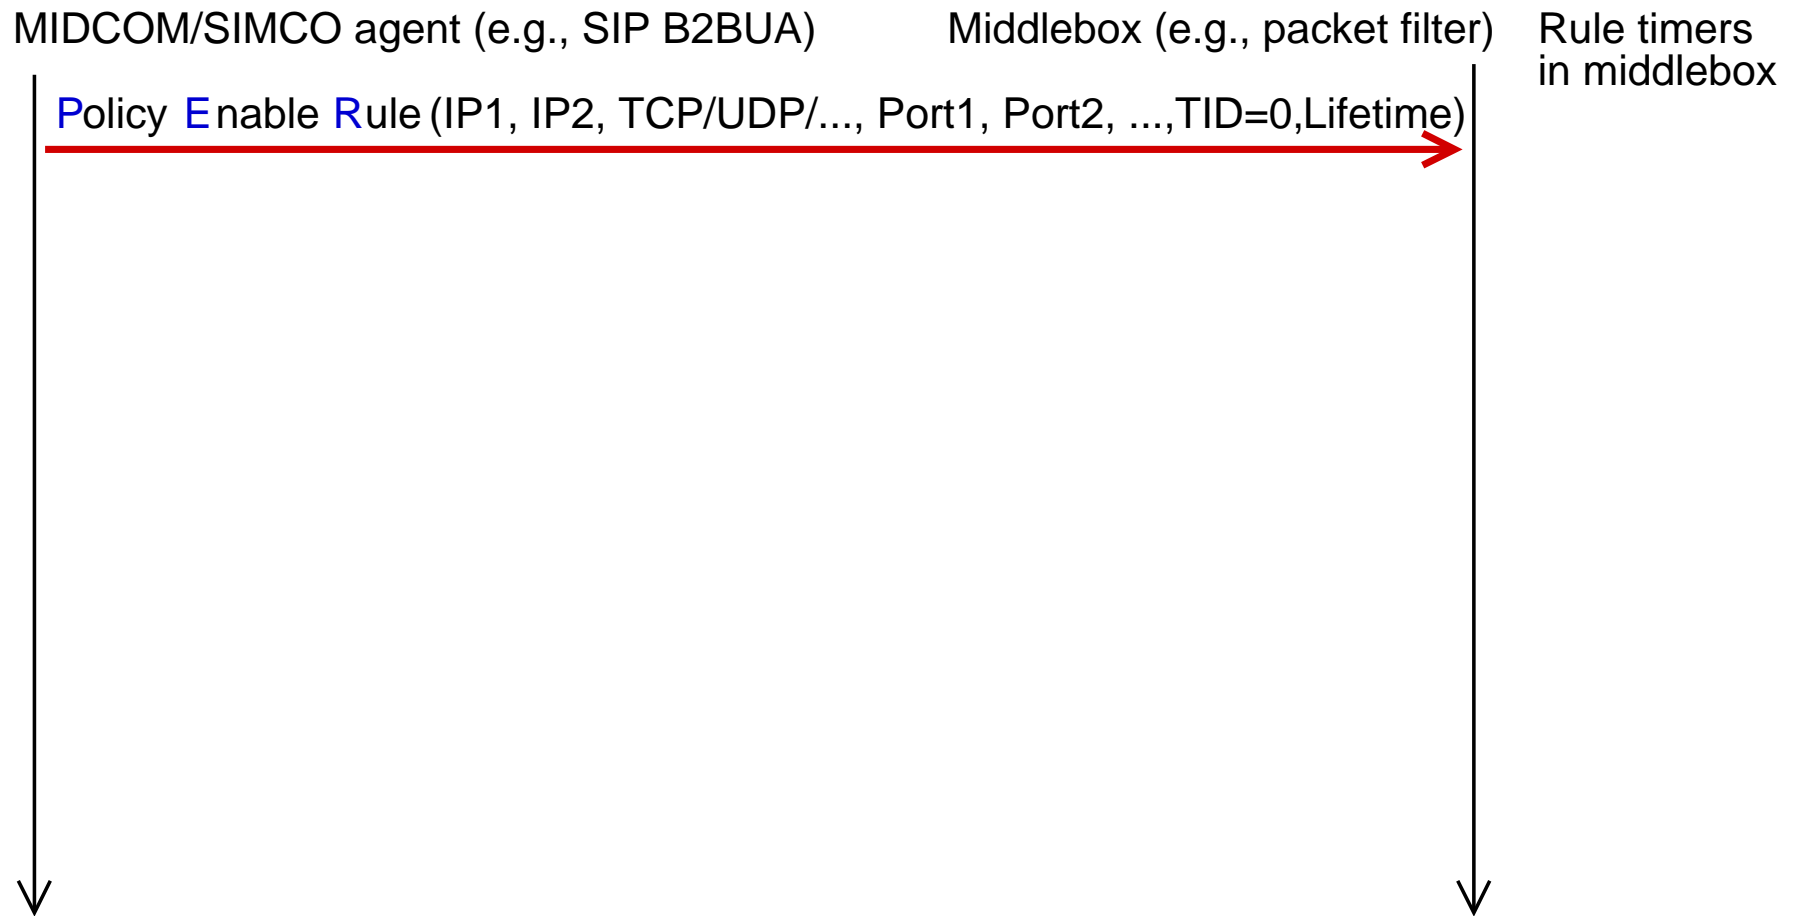 MIDCOM/SIMCO agent (e.g., SIP B2BUA)
Middlebox (e.g., packet filter)
Rule timers
in middlebox
Policy Enable Rule (IP1, IP2, TCP/UDP/..., Port1, Port2, ...,TID=0,Lifetime)